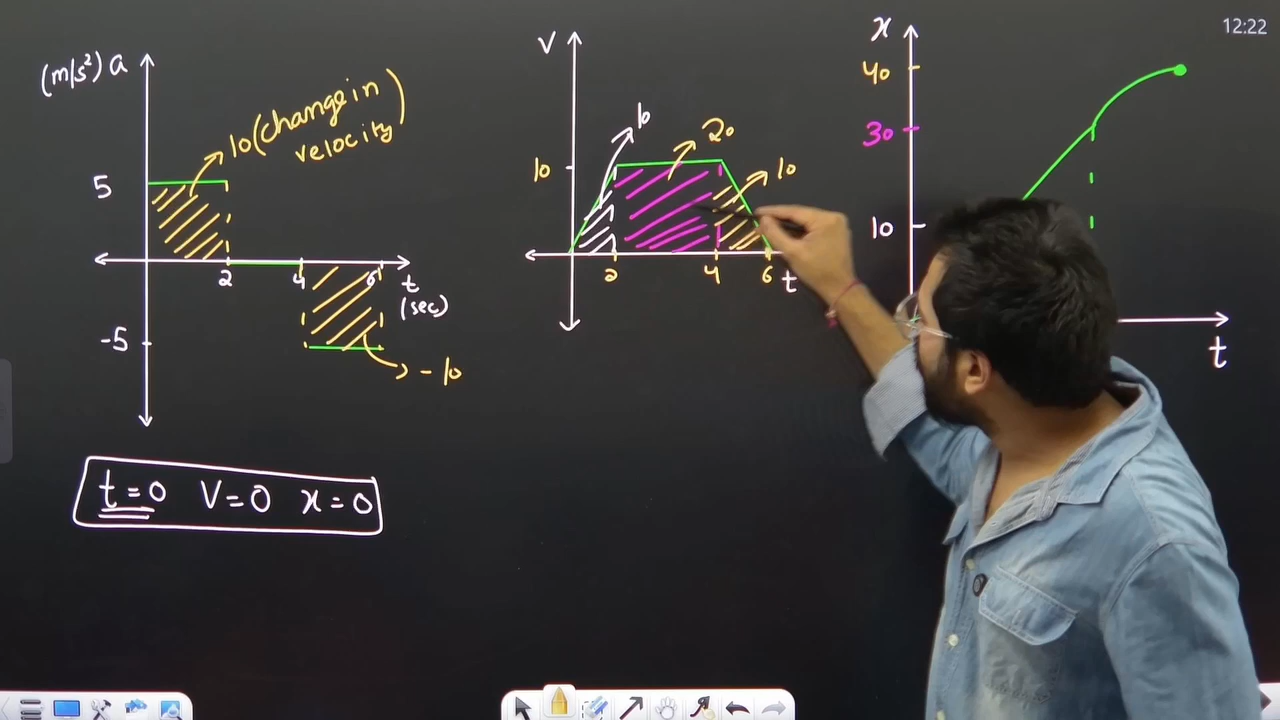 12:22
(m/s²) a
10 (change in velocity)
5
2
4
6
t
(sec)
-5
-10
t=0 V=0 x=0
V
10
10
20
10
2
4
6
t
x
40
30
10
t